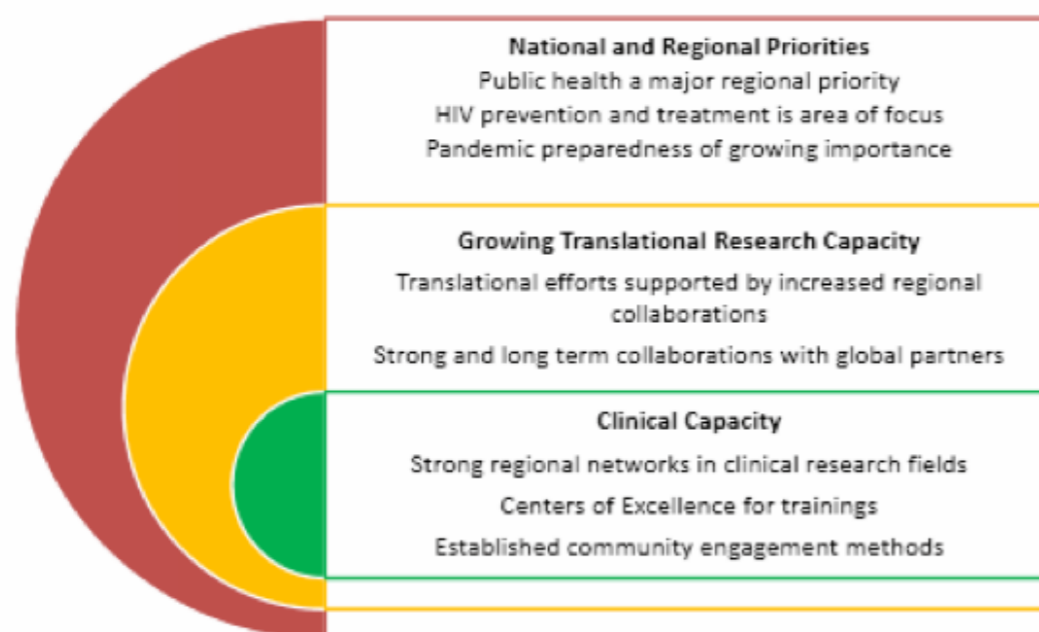 National and Regional Priorities
Public health a major regional priority
HIV prevention and treatment is area of focus
Pandemic preparedness of growing importance
Growing Translational Research Capacity
Translational efforts supported by increased regional
collaborations
Strong and long term collaborations with global partners
Clinical Capacity
Strong regional networks in clinical research fields
Centers of Excellence for trainings
Established community engagement methods